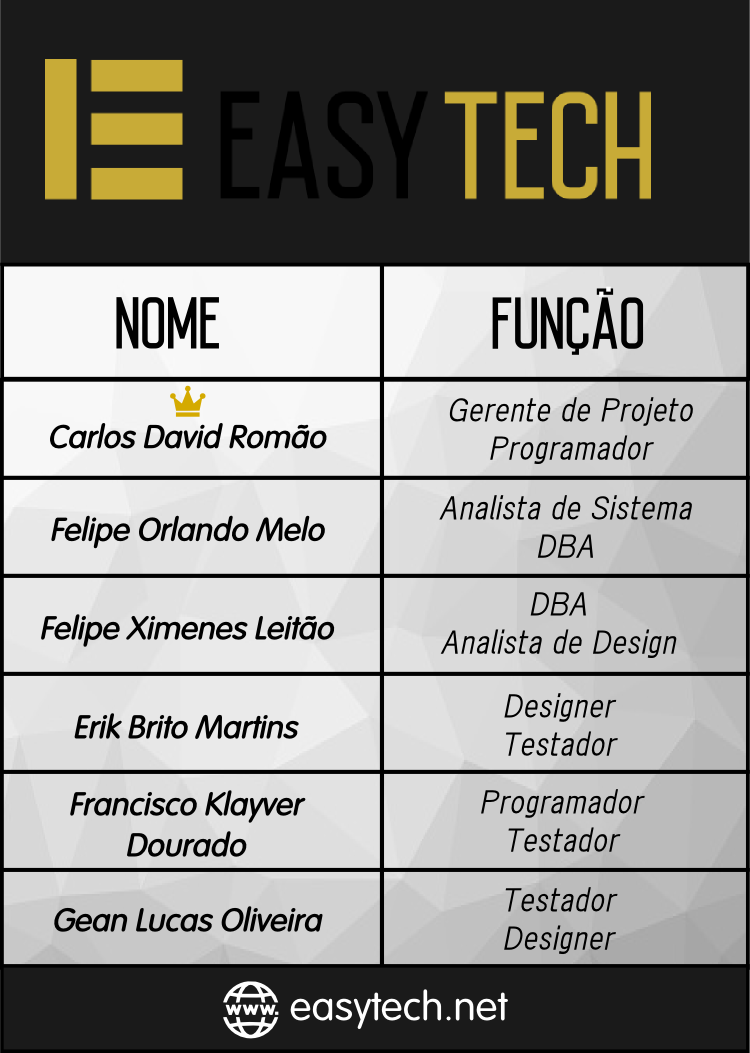 EASY TECH
NOME
FUNÇÃO
Carlos David Romão
Gerente de Projeto
Programador
Felipe Orlando Melo
Analista de Sistema
DBA
Felipe Ximenes Leitão
DBA
Analista de Design
Erik Brito Martins
Designer
Testador
Francisco Klayver
Dourado
Programador
Testador
Gean Lucas Oliveira
Testador
Designer
www. easytech.net